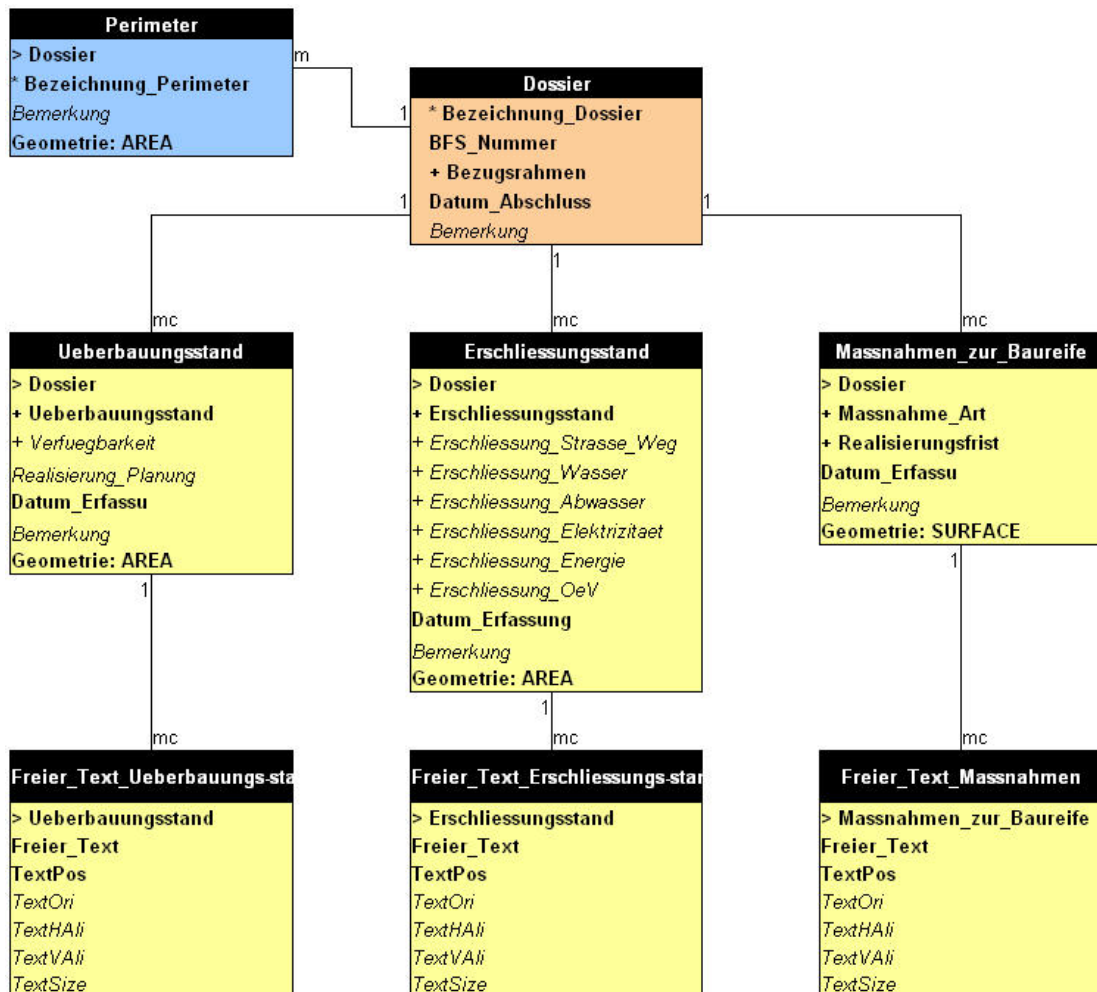 Perimeter
> Dossier
* Bezeichnung_Perimeter
Bemerkung
Geometrie: AREA
m
1
Dossier
* Bezeichnung_Dossier
BFS_Nummer
+ Bezugsrahmen
Datum_Abschluss
Bemerkung
1
1
1
mc
mc
mc
Ueberbauungsstand
> Dossier
+ Ueberbauungsstand
+ Verfuegbarkeit
Realisierung_Planung
Datum_Erfassu
Bemerkung
Geometrie: AREA
1
mc
Erschliessungsstand
> Dossier
+ Erschliessungsstand
+ Erschliessung_Strasse_Weg
+ Erschliessung_Wasser
+ Erschliessung_Abwasser
+ Erschliessung_Elektrizitaet
+ Erschliessung_Energie
+ Erschliessung_OeV
Datum_Erfassung
Bemerkung
Geometrie: AREA
1
mc
Massnahmen_zur_Baureife
> Dossier
+ Massnahme_Art
+ Realisierungsfrist
Datum_Erfassu
Bemerkung
Geometrie: SURFACE
1
mc
Freier_Text_Ueberbauungs-sta
> Ueberbauungsstand
Freier_Text
TextPos
TextOri
TextHAli
TextVAli
TextSize
Freier_Text_Erschliessungs-star
> Erschliessungsstand
Freier_Text
TextPos
TextOri
TextHAli
TextVAli
TextSize
Freier_Text_Massnahmen
> Massnahmen_zur_Baureife
Freier_Text
TextPos
TextOri
TextHAli
TextVAli
TextSize